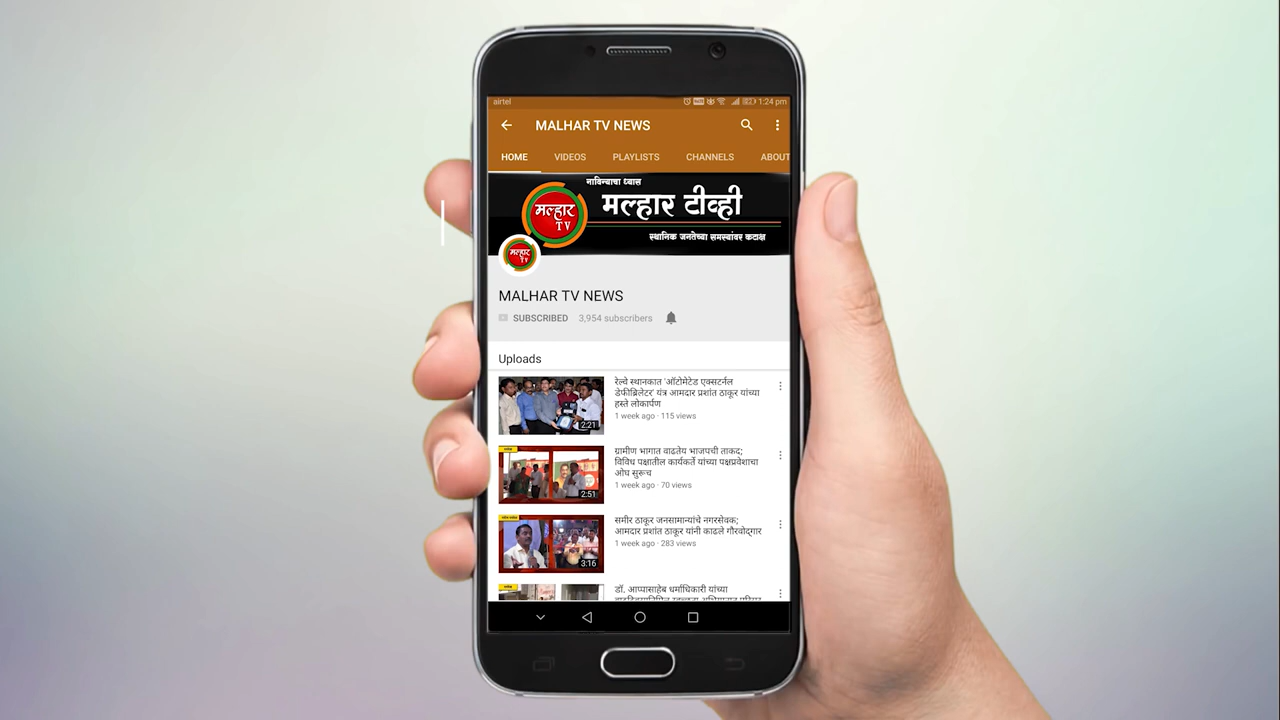 airtel 1:24 pm
MALHAR TV NEWS
HOME VIDEOS PLAYLISTS CHANNELS ABOUT
नाविन्याचा ध्यास
मल्हार टीव्ही
मल्हार
TV
स्थानिक जनतेच्या समस्यांवर कटाक्ष
मल्हार
TV
MALHAR TV NEWS
SUBSCRIBED 3,954 subscribers
Uploads
रेल्वे स्थानकात 'ऑटोमेटेड एक्सटर्नल
डेफीब्रिलेटर' यंत्र आमदार प्रशांत ठाकूर यांच्या
हस्ते लोकार्पण
1 week ago · 115 views
2:21
ग्रामीण भागात वाढतेय भाजपची ताकद;
विविध पक्षातील कार्यकर्ते यांच्या पक्षप्रवेशाचा
ओघ सुरूच
1 week ago · 70 views
2:51
समीर ठाकूर जनसामान्यांचे नगरसेवक;
आमदार प्रशांत ठाकूर यांनी काढले गौरवोद्‌गार
1 week ago · 283 views
3:16
डॉ. आप्पासाहेब धर्माधिकारी यांच्या